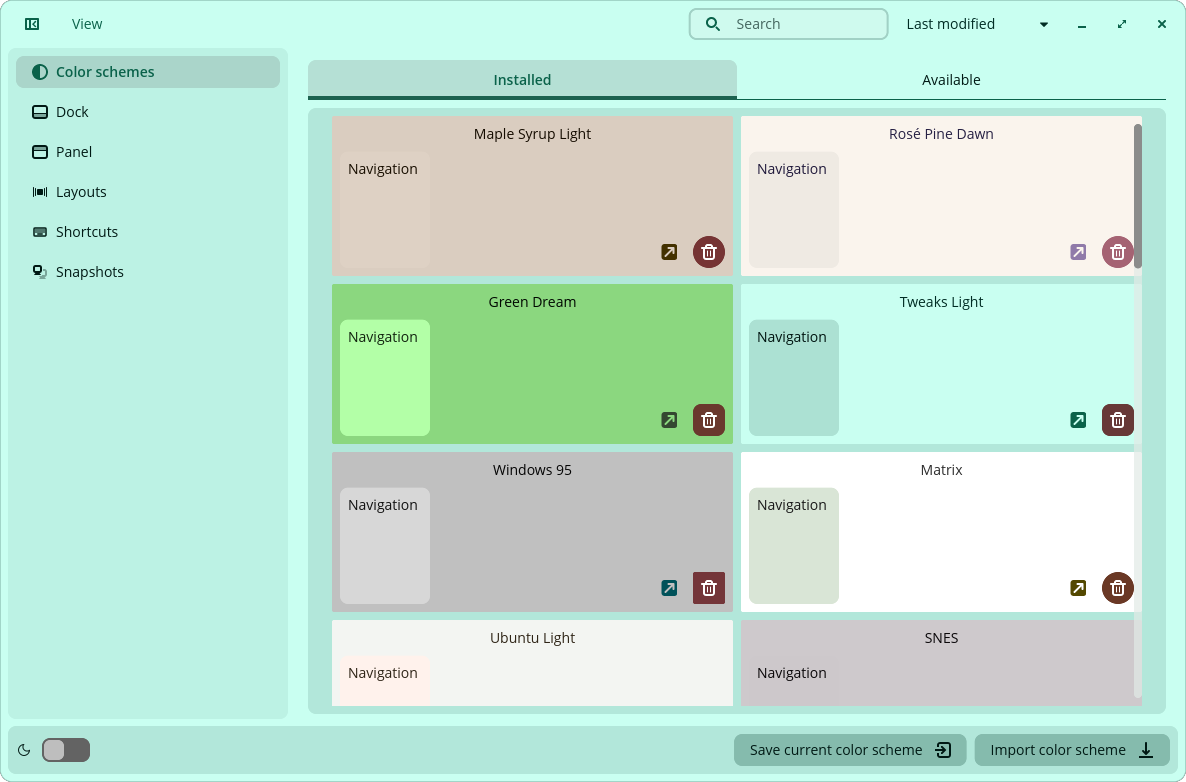 View
Search
Last modified
Color schemes
Dock
Panel
Layouts
Shortcuts
Snapshots
Installed
Available
Maple Syrup Light
Navigation
Rosé Pine Dawn
Navigation
Green Dream
Navigation
Tweaks Light
Navigation
Windows 95
Navigation
Matrix
Navigation
Ubuntu Light
Navigation
SNES
Navigation
Save current color scheme
Import color scheme